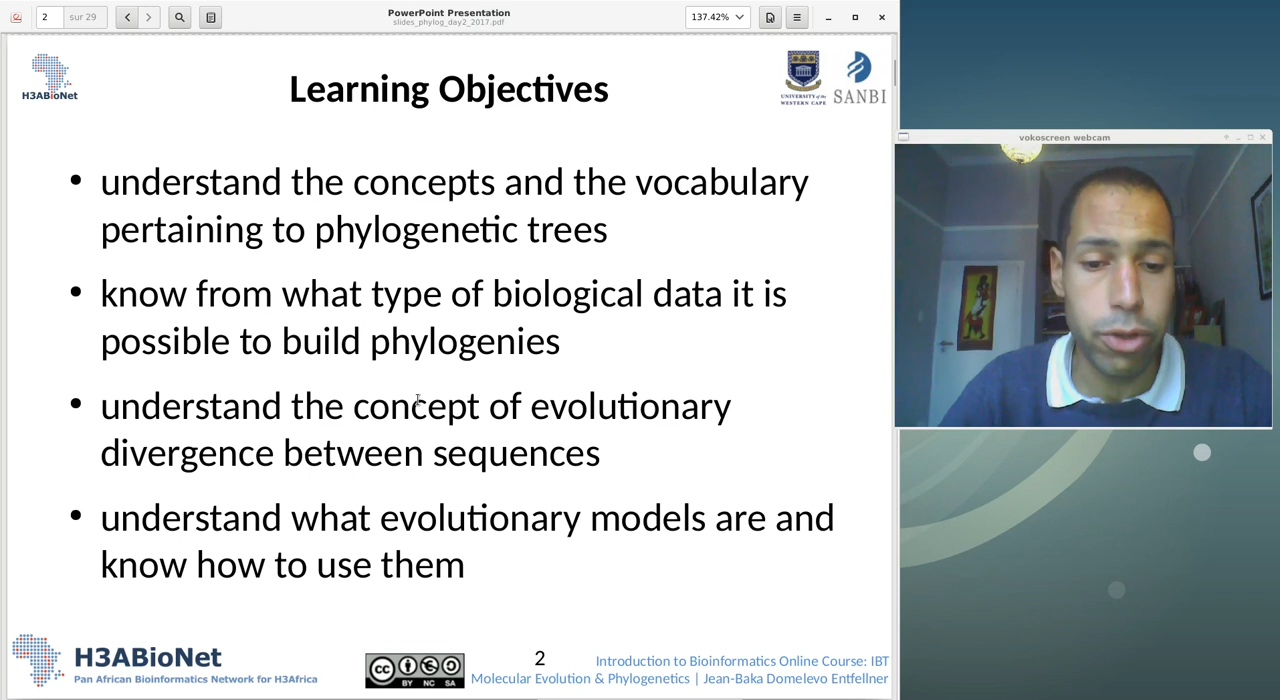 2 sur 29
PowerPoint Presentation
slides_phylog_day2_2017.pdf
137.42%
H3ABioNet
Learning Objectives
UNIVERSITY of the
WESTERN CAPE
SANBI
vokoscreen webcam
• understand the concepts and the vocabulary
pertaining to phylogenetic trees
• know from what type of biological data it is
possible to build phylogenies
• understand the concept of evolutionary
divergence between sequences
• understand what evolutionary models are and
know how to use them
H3ABioNet
Pan African Bioinformatics Network for H3Africa
cc
BY NC SA
2
Introduction to Bioinformatics Online Course: IBT
Molecular Evolution & Phylogenetics | Jean-Baka Domelevo Entfellner